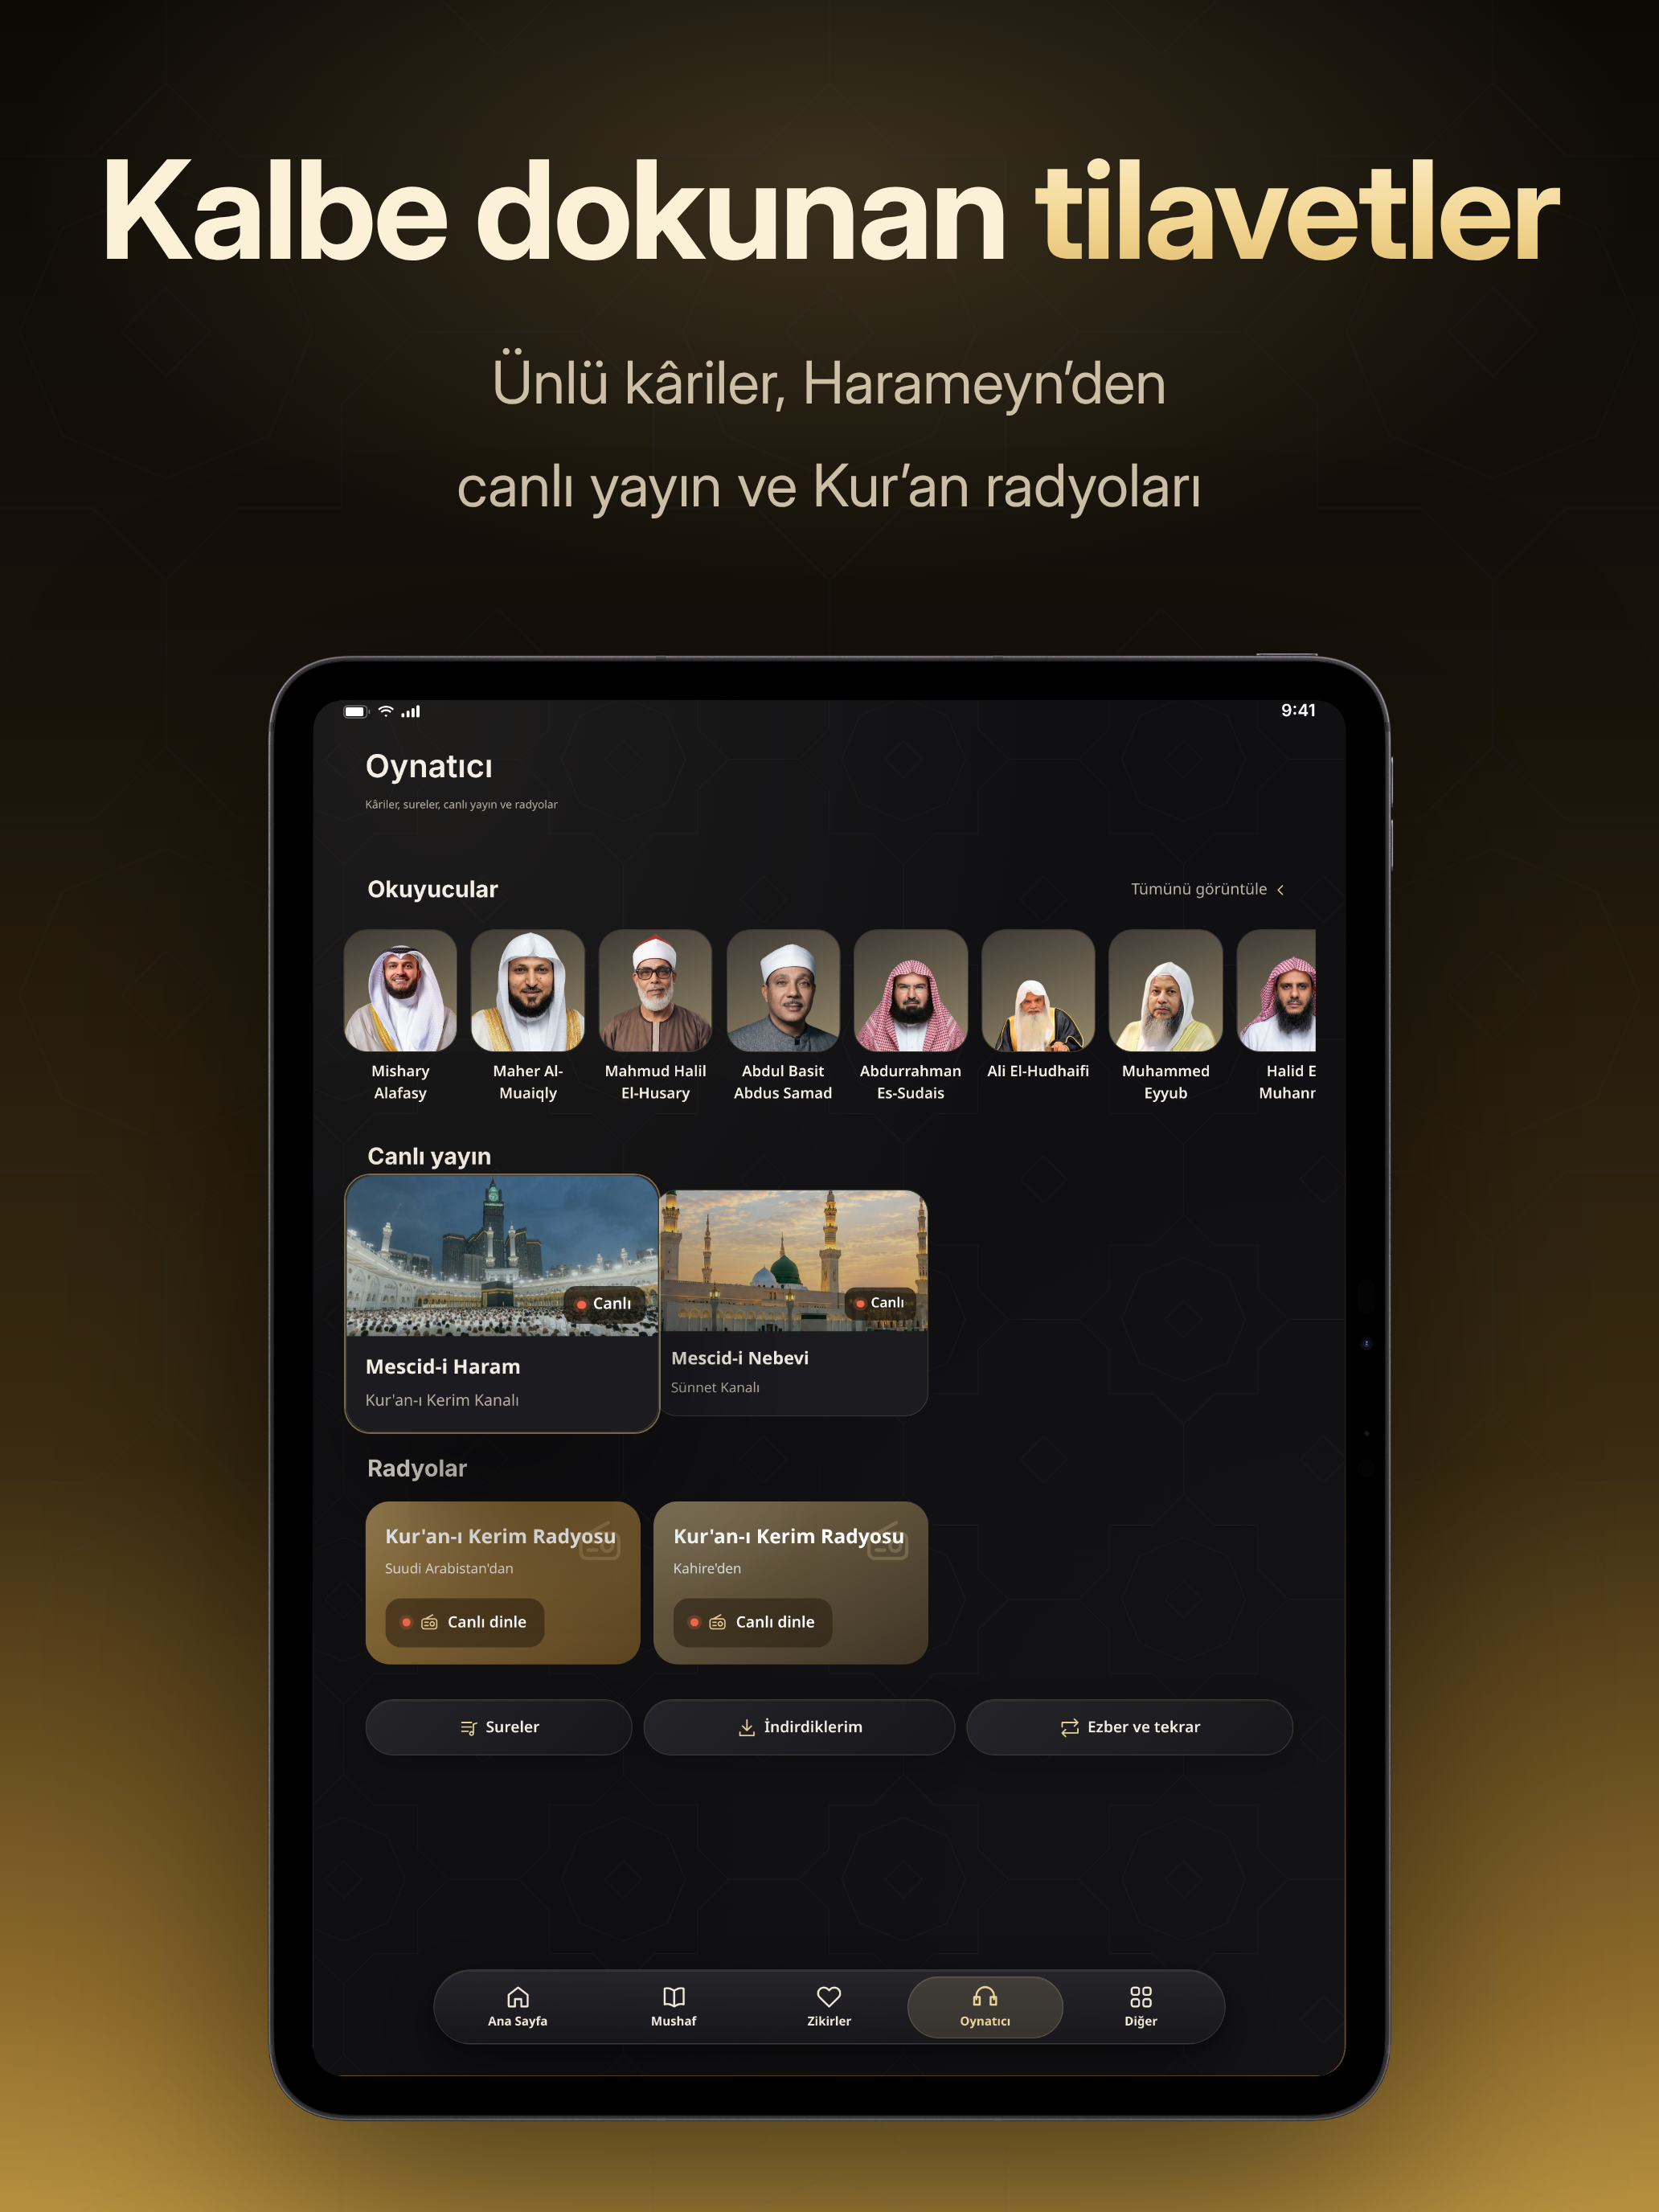 Kalbe dokunan tilavetler
Ünlü kâriler, Harameyn’den
canlı yayın ve Kur’an radyoları
9:41
Oynatıcı
Kâriler, sureler, canlı yayın ve radyolar
Okuyucular
Tümünü görüntüle
Mishary
Alafasy
Maher Al-
Muaiqly
Mahmud Halil
El-Husary
Abdul Basit
Abdus Samad
Abdurrahman
Es-Sudais
Ali El-Hudhaifi
Muhammed
Eyyub
Halid E
Muhamm
Canlı yayın
Canlı
Mescid-i Haram
Kur'an-ı Kerim Kanalı
Canlı
Mescid-i Nebevi
Sünnet Kanalı
Radyolar
Kur'an-ı Kerim Radyosu
Suudi Arabistan'dan
Canlı dinle
Kur'an-ı Kerim Radyosu
Kahire'den
Canlı dinle
Sureler
İndirdiklerim
Ezber ve tekrar
Ana Sayfa
Mushaf
Zikirler
Oynatıcı
Diğer